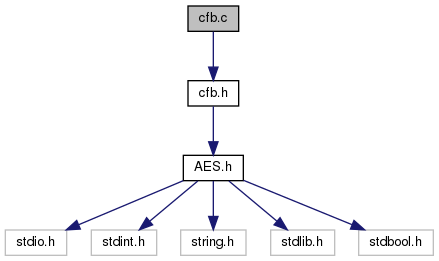 cfb.c
cfb.h
AES.h
stdio.h
stdint.h
string.h
stdlib.h
stdbool.h